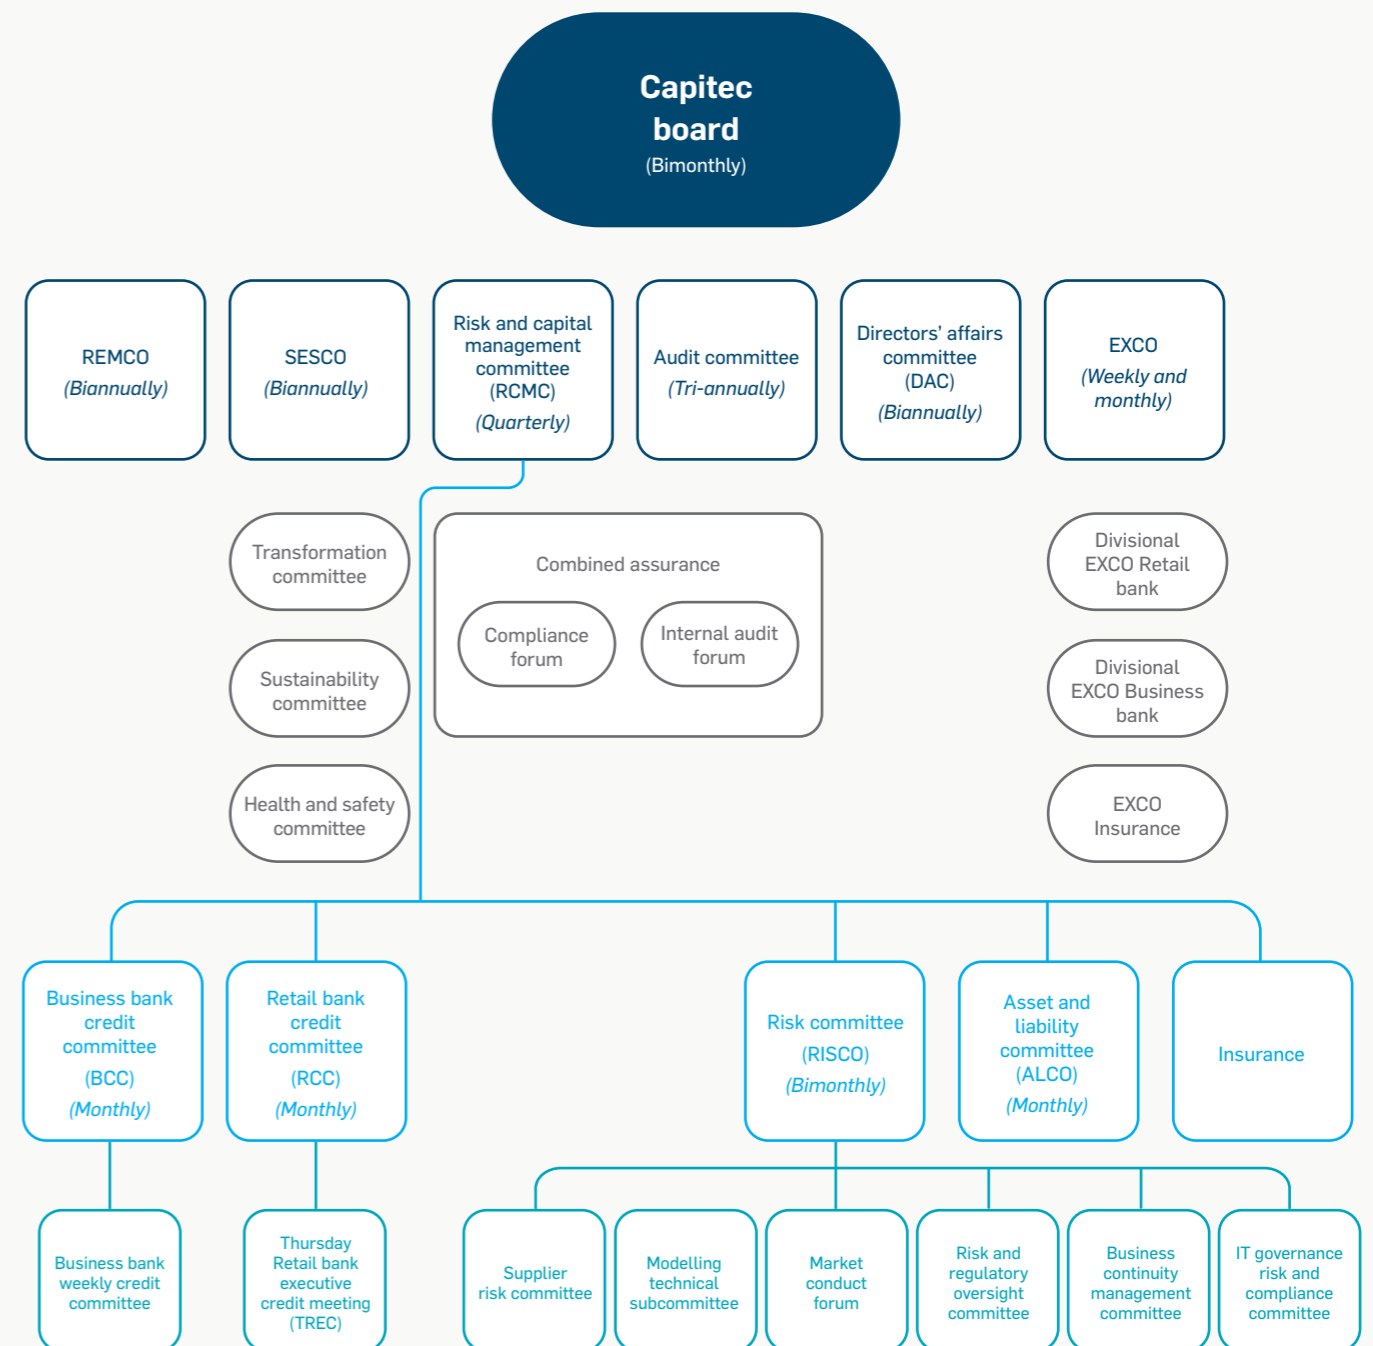 Capitec
board
(Bimonthly)
REMCO
(Biannually)
SESCO
(Biannually)
Risk and capital
management
committee
(RCMC)
(Quarterly)
Audit committee
(Tri-annually)
Directors’ affairs
committee
(DAC)
(Biannually)
EXCO
(Weekly and
monthly)
Transformation
committee
Sustainability
committee
Health and safety
committee
Combined assurance
Compliance
forum
Internal audit
forum
Divisional
EXCO Retail
bank
Divisional
EXCO Business
bank
EXCO
Insurance
Business bank
credit
committee
(BCC)
(Monthly)
Retail bank
credit
committee
(RCC)
(Monthly)
Risk committee
(RISCO)
(Bimonthly)
Asset and
liability
committee
(ALCO)
(Monthly)
Insurance
Business bank
weekly credit
committee
Thursday
Retail bank
executive
credit meeting
(TREC)
Supplier
risk committee
Modelling
technical
subcommittee
Market
conduct
forum
Risk and
regulatory
oversight
committee
Business
continuity
management
committee
IT governance
risk and
compliance
committee